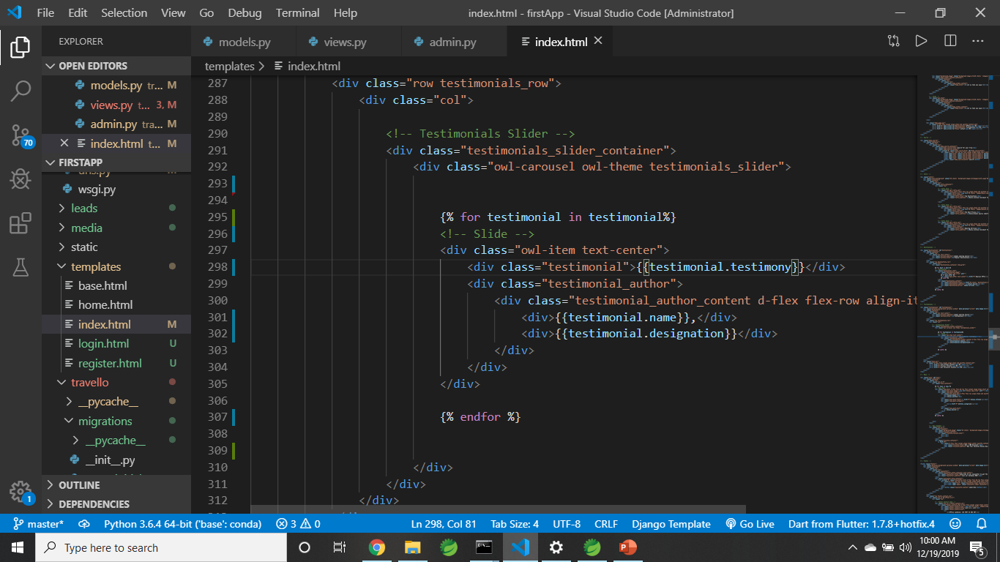 File Edit Selection View Go Debug Terminal Help index.html - firstApp - Visual Studio Code [Administrator]
EXPLORER
models.py views.py admin.py index.html
OPEN EDITORS
models.py tr... M
views.py t... 3, M
admin.py tra... M
index.html t... M
FIRSTAPP
wsgi.py
leads
media
static
templates
base.html
home.html
index.html M
login.html U
register.html U
travello
__pycache__
migrations
__pycache__
__init__.py
OUTLINE
DEPENDENCIES
70
1
templates > index.html
287 <div class="row testimonials_row">
288 <div class="col">
289
290 <!-- Testimonials Slider -->
291 <div class="testimonials_slider_container">
292 <div class="owl-carousel owl-theme testimonials_slider">
293
294
295 {% for testimonial in testimonial%}
296 <!-- Slide -->
297 <div class="owl-item text-center">
298 <div class="testimonial">{{testimonial.testimony}}</div>
299 <div class="testimonial_author">
300 <div class="testimonial_author_content d-flex flex-row align-it
301 <div>{{testimonial.name}},</div>
302 <div>{{testimonial.designation}}</div>
303 </div>
304 </div>
305 </div>
306
307 {% endfor %}
308
309
310 </div>
311 </div>
312 </div>
master* Python 3.6.4 64-bit ('base': conda) 3 0 Ln 298, Col 81 Tab Size: 4 UTF-8 CRLF Django Template Go Live Dart from Flutter: 1.7.8+hotfix.4
Type here to search
10:00 AM
12/19/2019
5